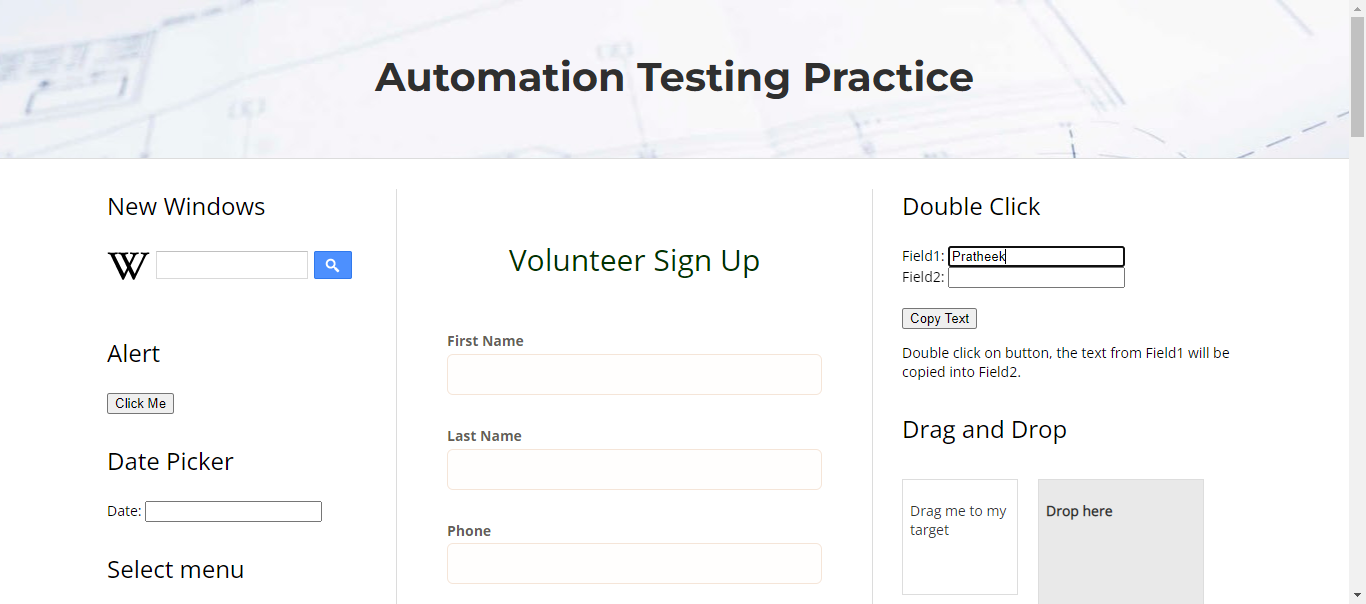 Automation Testing Practice
New Windows
W
Alert
Click Me
Date Picker
Date:
Select menu
Volunteer Sign Up
First Name
Last Name
Phone
Double Click
Field1: Pratheek
Field2:
Copy Text
Double click on button, the text from Field1 will be
copied into Field2.
Drag and Drop
Drag me to my
target
Drop here